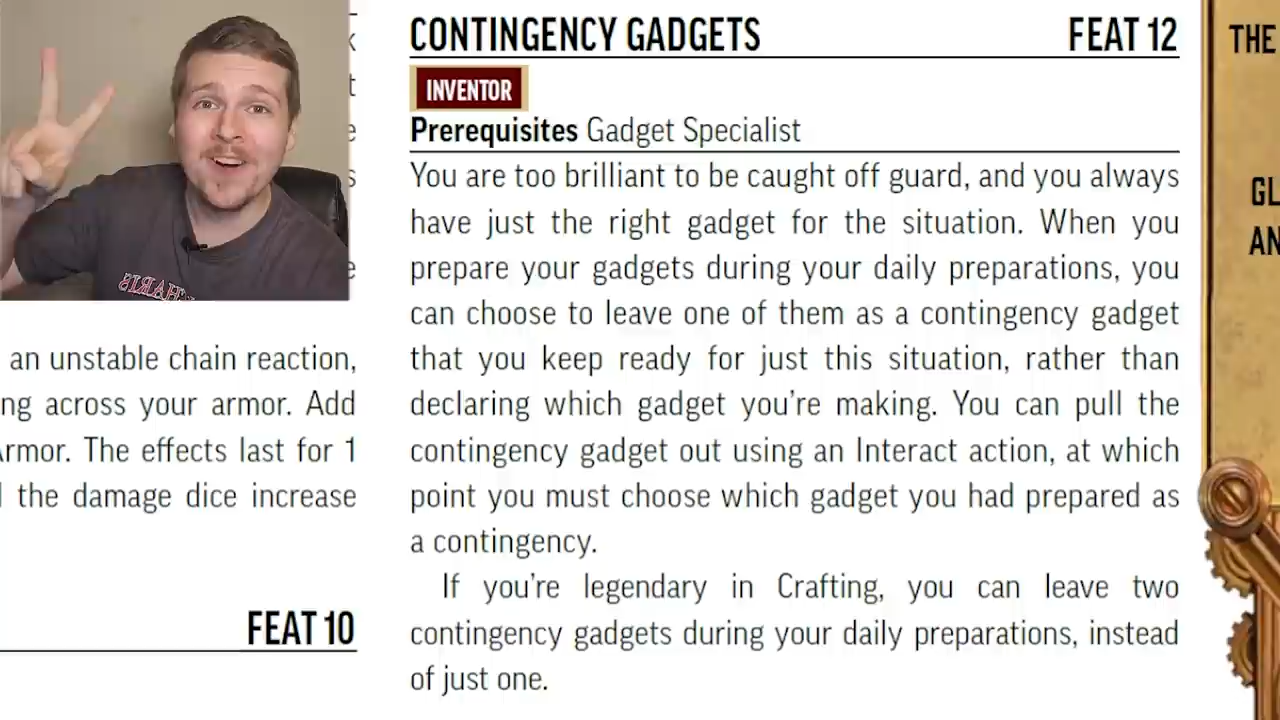 an unstable chain reaction,
ng across your armor. Add
Armor. The effects last for 1
the damage dice increase
FEAT 10
CONTINGENCY GADGETS FEAT 12
INVENTOR
Prerequisites Gadget Specialist
You are too brilliant to be caught off guard, and you always
have just the right gadget for the situation. When you
prepare your gadgets during your daily preparations, you
can choose to leave one of them as a contingency gadget
that you keep ready for just this situation, rather than
declaring which gadget you're making. You can pull the
contingency gadget out using an Interact action, at which
point you must choose which gadget you had prepared as
a contingency.
If you're legendary in Crafting, you can leave two
contingency gadgets during your daily preparations, instead
of just one.
THE
GL
AN